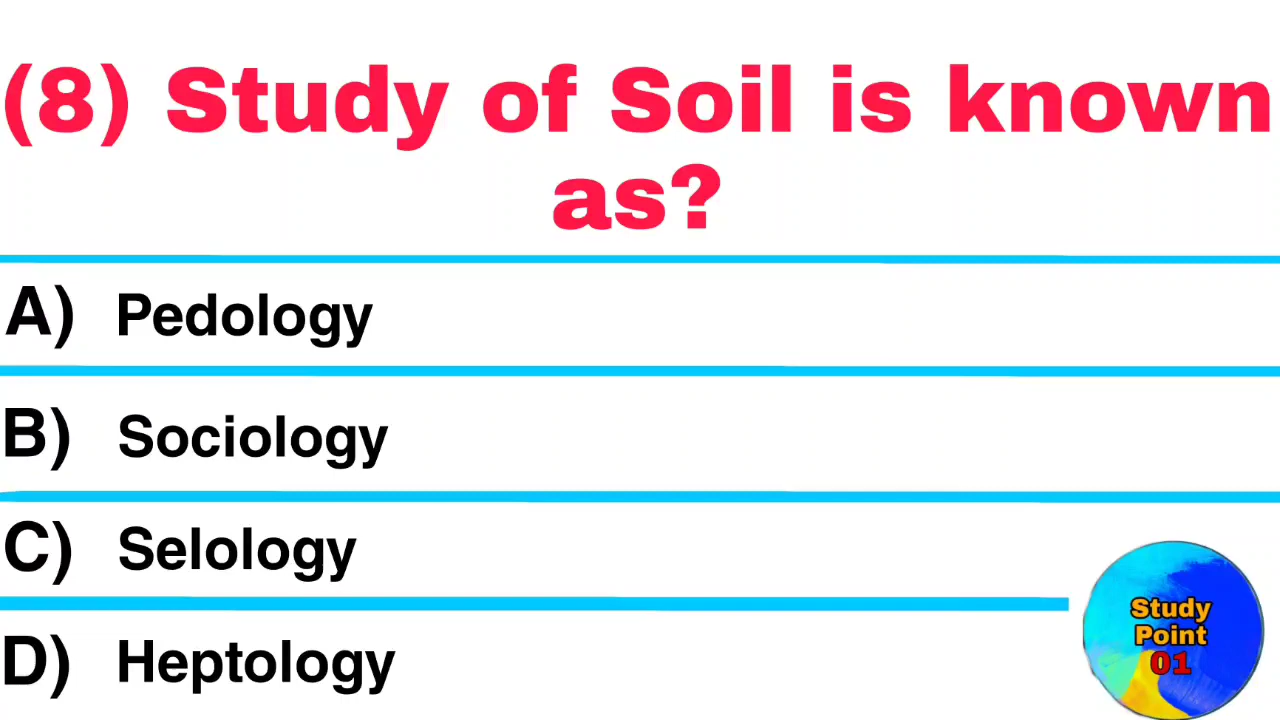 (8) Study of Soil is known
as?
A) Pedology
B) Sociology
C) Selology
D) Heptology
Study
Point
01